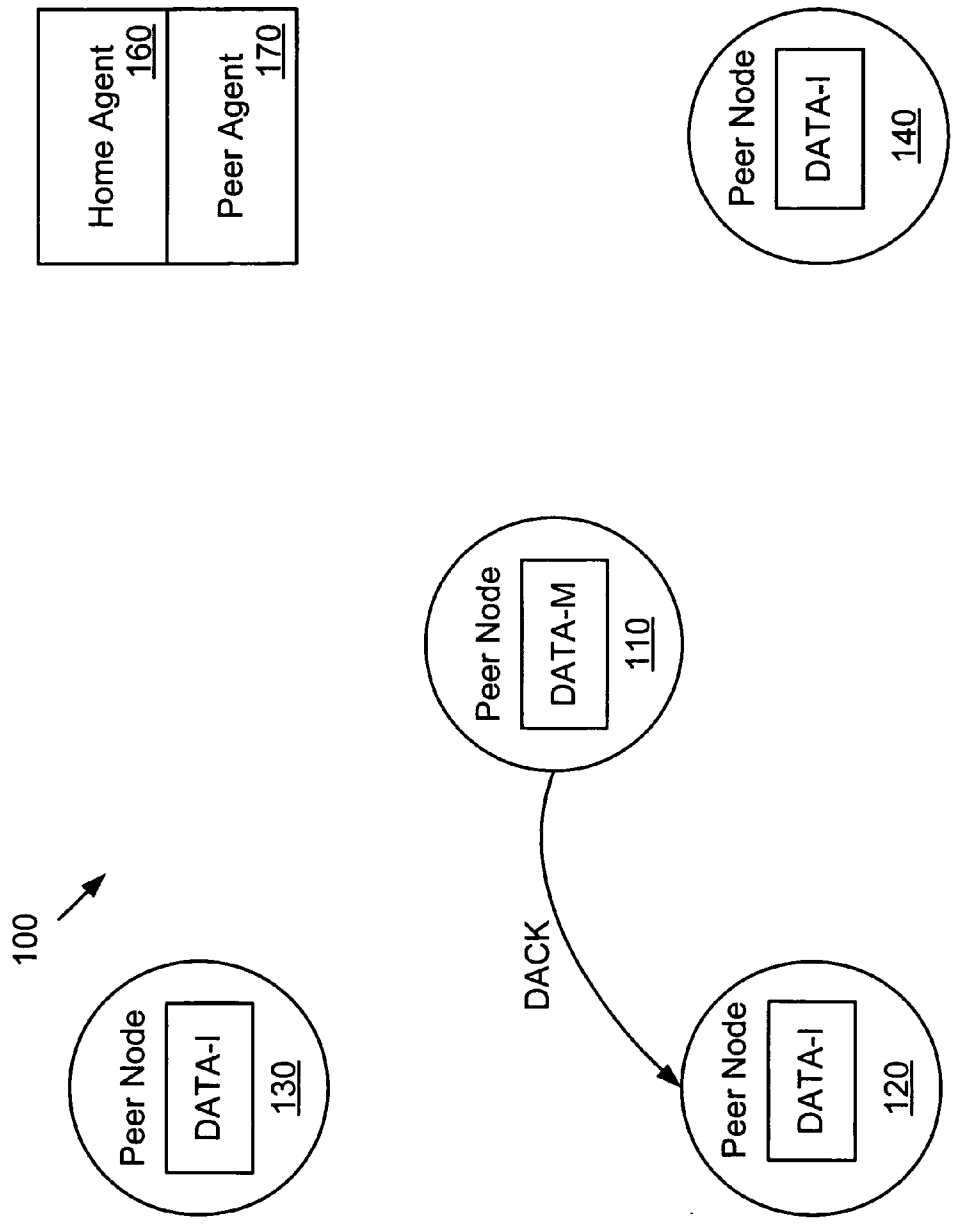 100
Peer Node
DATA-I
130
Home Agent
160
Peer Agent
170
Peer Node
DATA-M
110
DACK
Peer Node
DATA-I
120
Peer Node
DATA-I
140